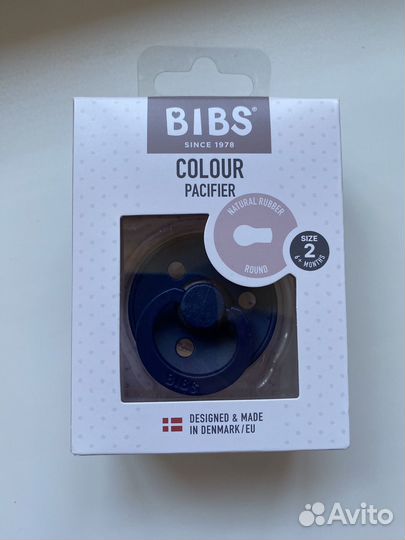 BIBS®
SINCE 1978
COLOUR
PACIFIER
NATURAL RUBBER
ROUND
SIZE
2
6+ MONTHS
BIBS
DESIGNED & MADE
IN DENMARK/EU
Avito